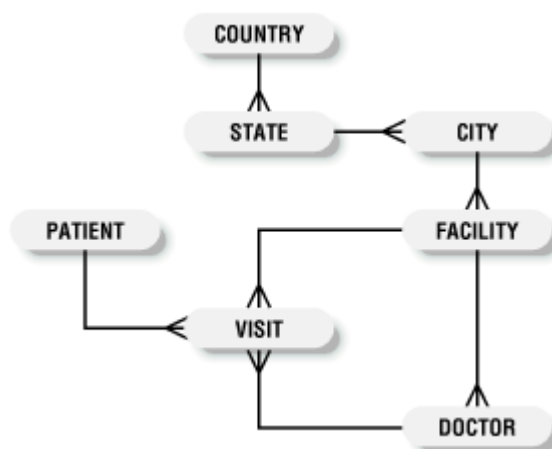 COUNTRY
STATE
CITY
PATIENT
FACILITY
VISIT
DOCTOR